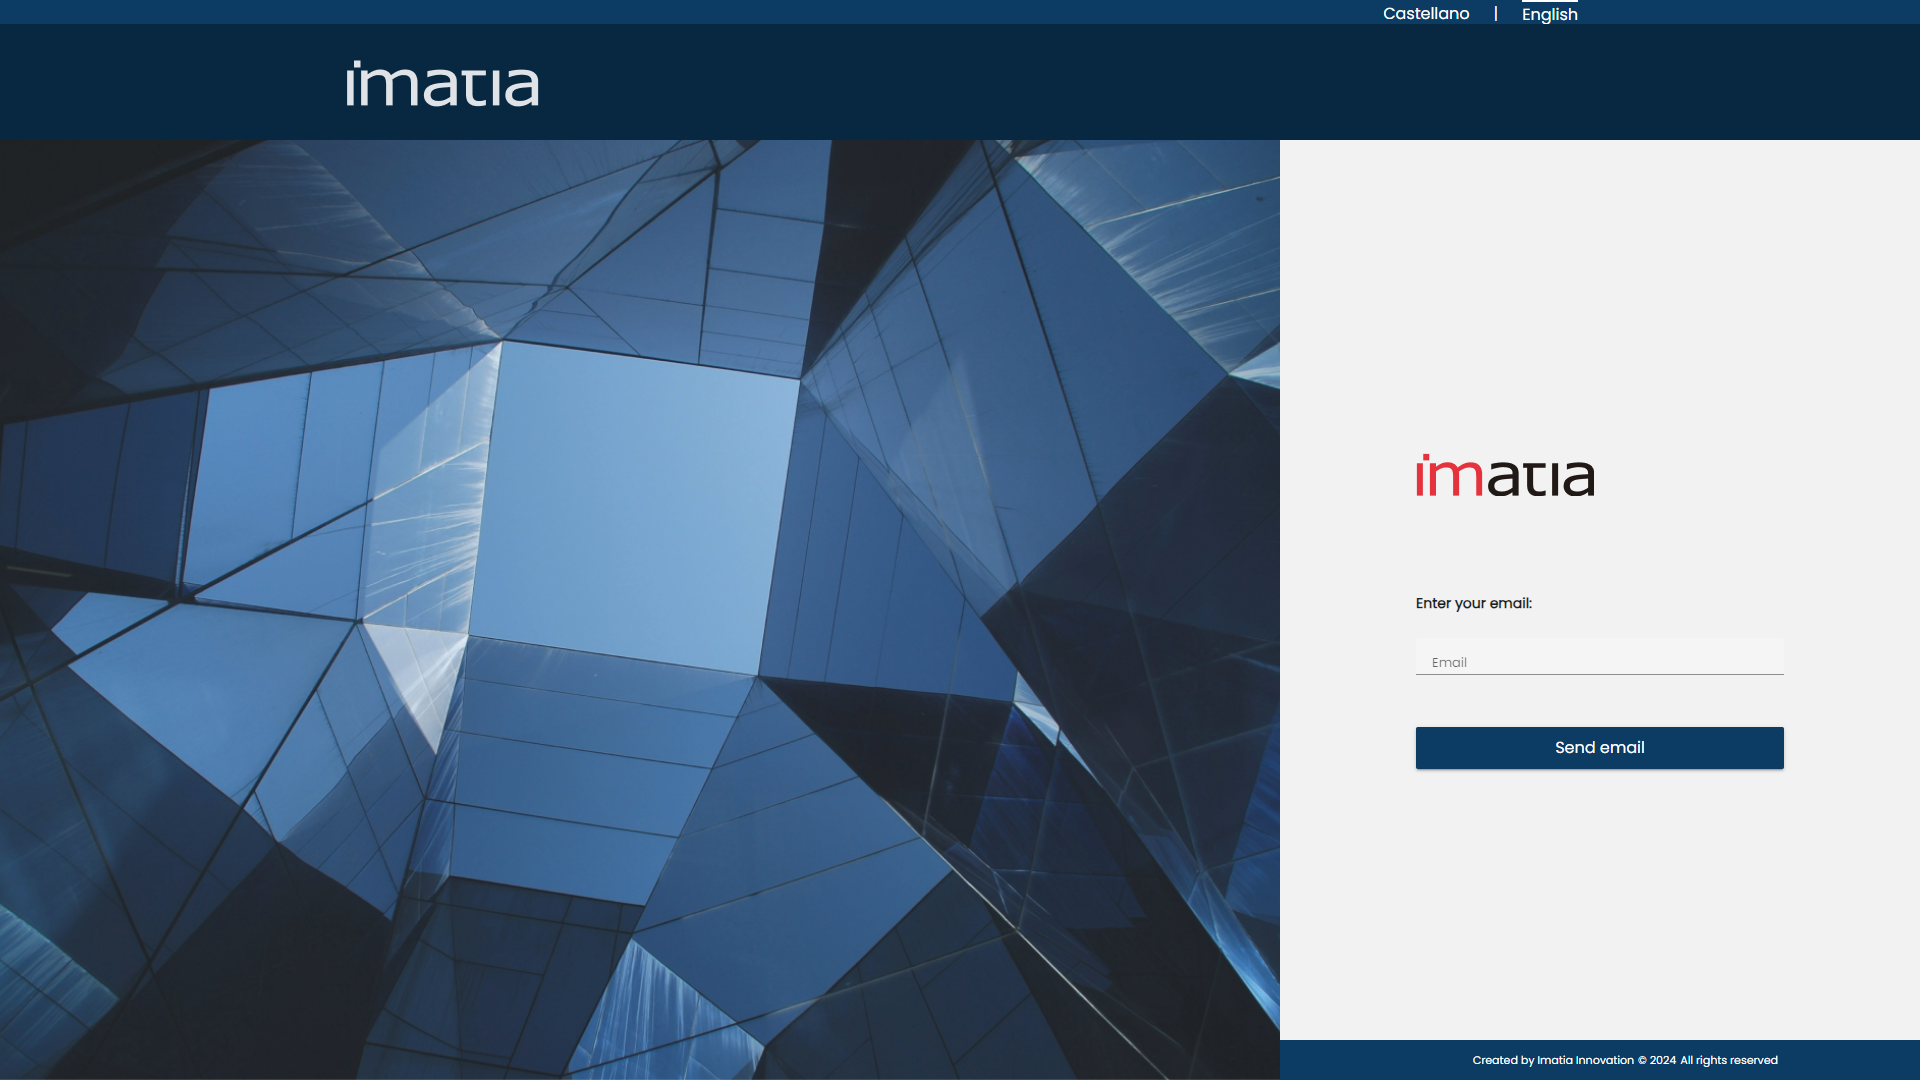 Castellano | English
imatia
imatia
Enter your email:
Email
Send email
Created by Imatia Innovation © 2024 All rights reserved